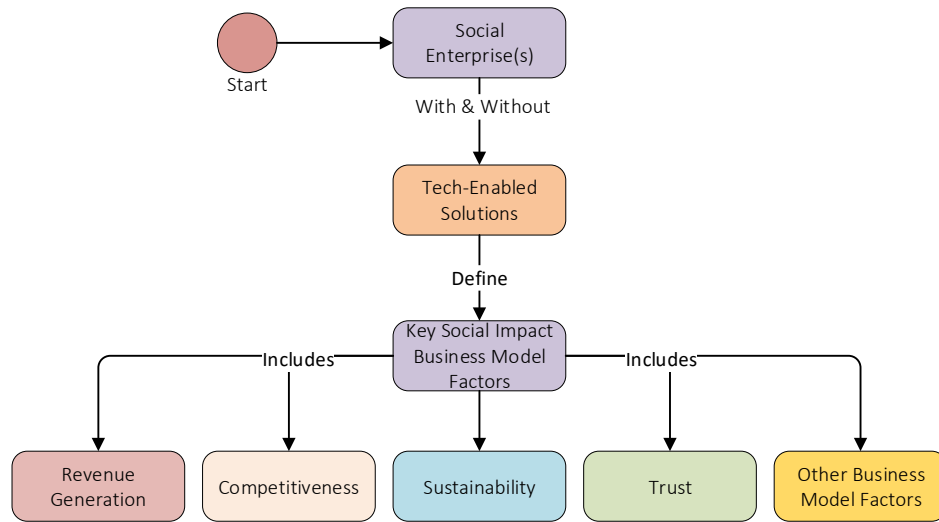 Social
Enterprise(s)
Start
With & Without
Tech-Enabled
Solutions
Define
Key Social Impact
Business Model
Factors
Includes
Includes
Revenue
Generation
Competitiveness
Sustainability
Trust
Other Business
Model Factors